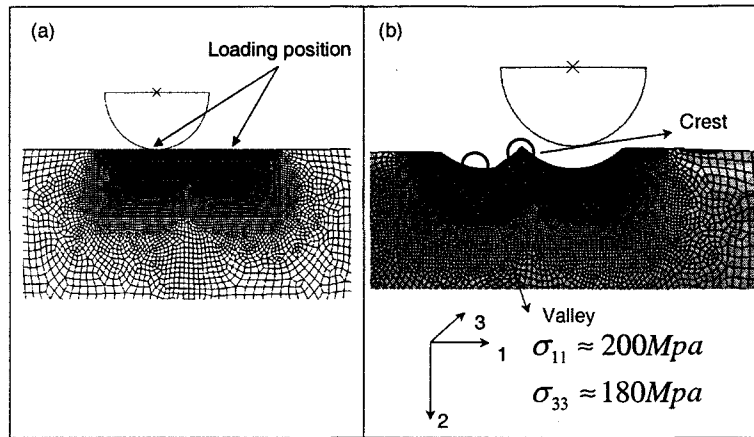 (a)
Loading position
(b)
Crest
Valley
3
1
2
σ₁₁ ≈ 200Mpa
σ₃₃ ≈ 180Mpa